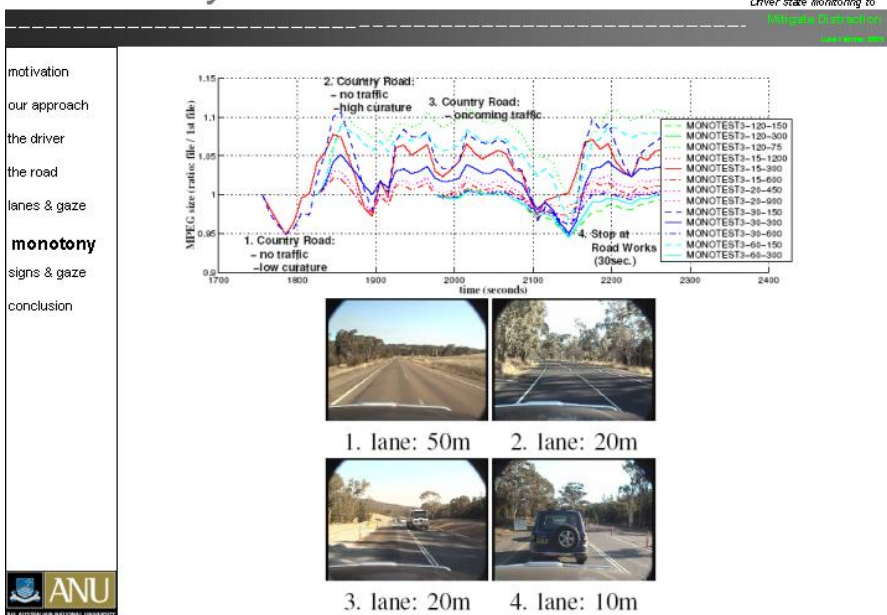 Driver state monitoring to
Mitigate Distraction
motivation
our approach
the driver
the road
lanes & gaze
monotony
signs & gaze
conclusion
MPEG size (ratio: file / 1st file)
1.15
1.1
1.05
1
0.95
0.9
2. Country Road:
- no traffic
-high curature
3. Country Road:
- oncoming traffic
1. Country Road:
- no traffic
-low curature
4. Stop at
Road Works
(30sec.)
MONOTEST3-120-150
MONOTEST3-120-300
MONOTEST3-120-75
MONOTEST3-15-1200
MONOTEST3-15-300
MONOTEST3-15-600
MONOTEST3-20-450
MONOTEST3-20-900
MONOTEST3-30-150
MONOTEST3-30-300
MONOTEST3-30-600
MONOTEST3-60-150
MONOTEST3-60-300
1700 1800 1900 2000 2100 2200 2300 2400
time (seconds)
1. lane: 50m 2. lane: 20m
3. lane: 20m 4. lane: 10m
ANU
THE AUSTRALIAN NATIONAL UNIVERSITY